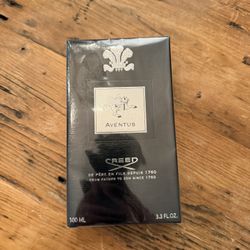 AVENTUS
CREED
DE PÈRE EN FILS DEPUIS 1760
FROM FATHER TO SON SINCE 1760
100 ML
3.3 FL.OZ.